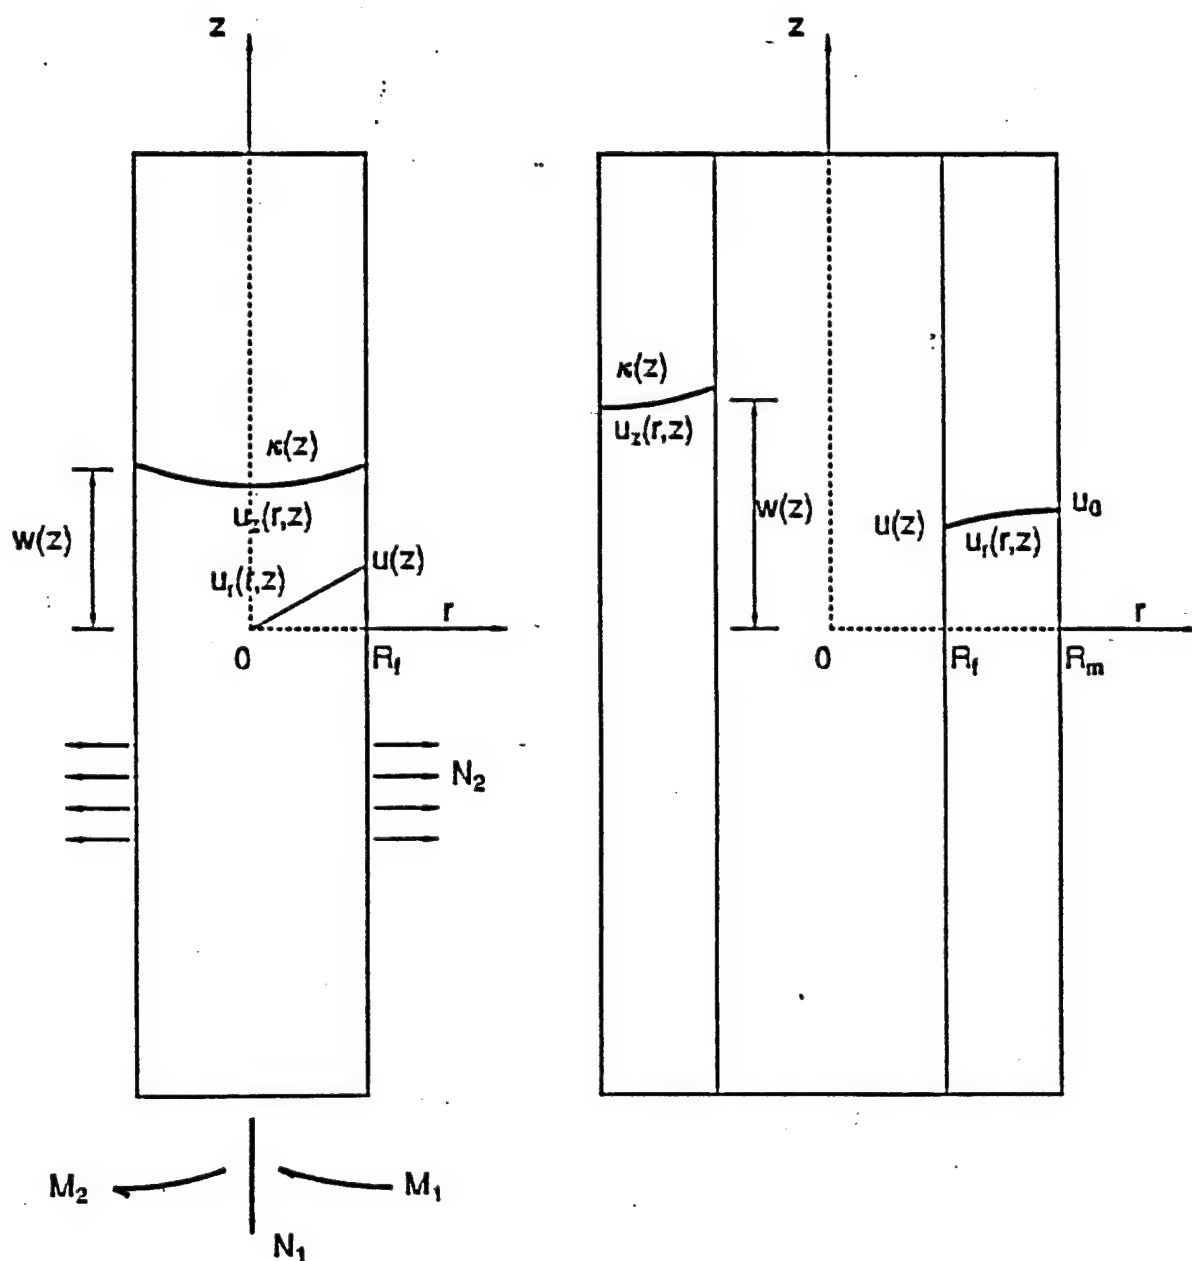 z
z
κ(z)
κ(z)
u_z(r,z)
w(z)
u_z(r,z)
w(z)
u_r(r,z)
u(z)
r
0
R_f
u(z)
u_r(r,z)
u_0
r
0
R_f
R_m
N_2
M_2
M_1
N_1